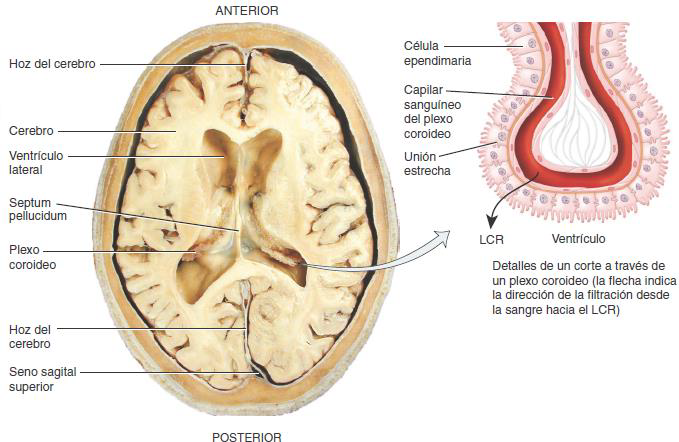 ANTERIOR
Hoz del cerebro
Cerebro
Ventrículo
lateral
Septum
pellucidum
Plexo
coroideo
Hoz del
cerebro
Seno sagital
superior
POSTERIOR
Célula
ependimaria
Capilar
sanguíneo
del plexo
coroideo
Unión
estrecha
LCR
Ventrículo
Detalles de un corte a través de
un plexo coroideo (la flecha indica
la dirección de la filtración desde
la sangre hacia el LCR)